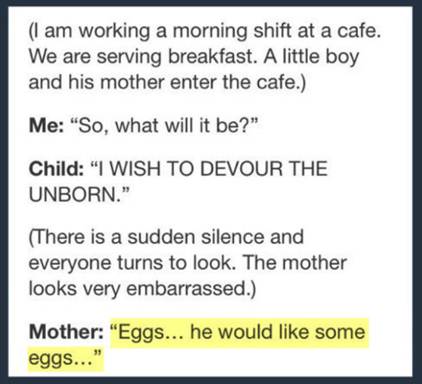 (I am working a morning shift at a cafe.
We are serving breakfast. A little boy
and his mother enter the cafe.)
Me: “So, what will it be?”
Child: “I WISH TO DEVOUR THE
UNBORN.”
(There is a sudden silence and
everyone turns to look. The mother
looks very embarrassed.)
Mother: “Eggs... he would like some
eggs...”